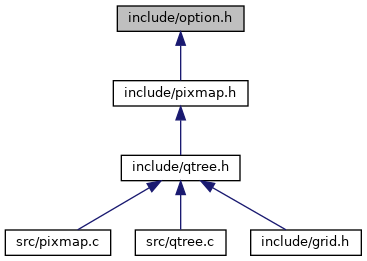 include/option.h
include/pixmap.h
include/qtree.h
src/pixmap.c
src/qtree.c
include/grid.h